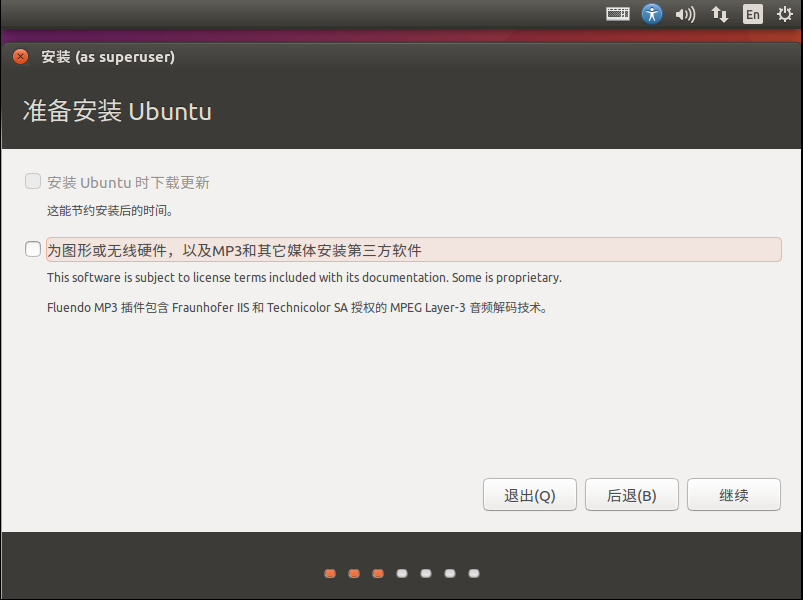 En
安装 (as superuser)
准备安装 Ubuntu
安装 Ubuntu 时下载更新
这能节约安装后的时间。
为图形或无线硬件，以及MP3和其它媒体安装第三方软件
This software is subject to license terms included with its documentation. Some is proprietary.
Fluendo MP3 插件包含 Fraunhofer IIS 和 Technicolor SA 授权的 MPEG Layer-3 音频解码技术。
退出(Q) 后退(B) 继续